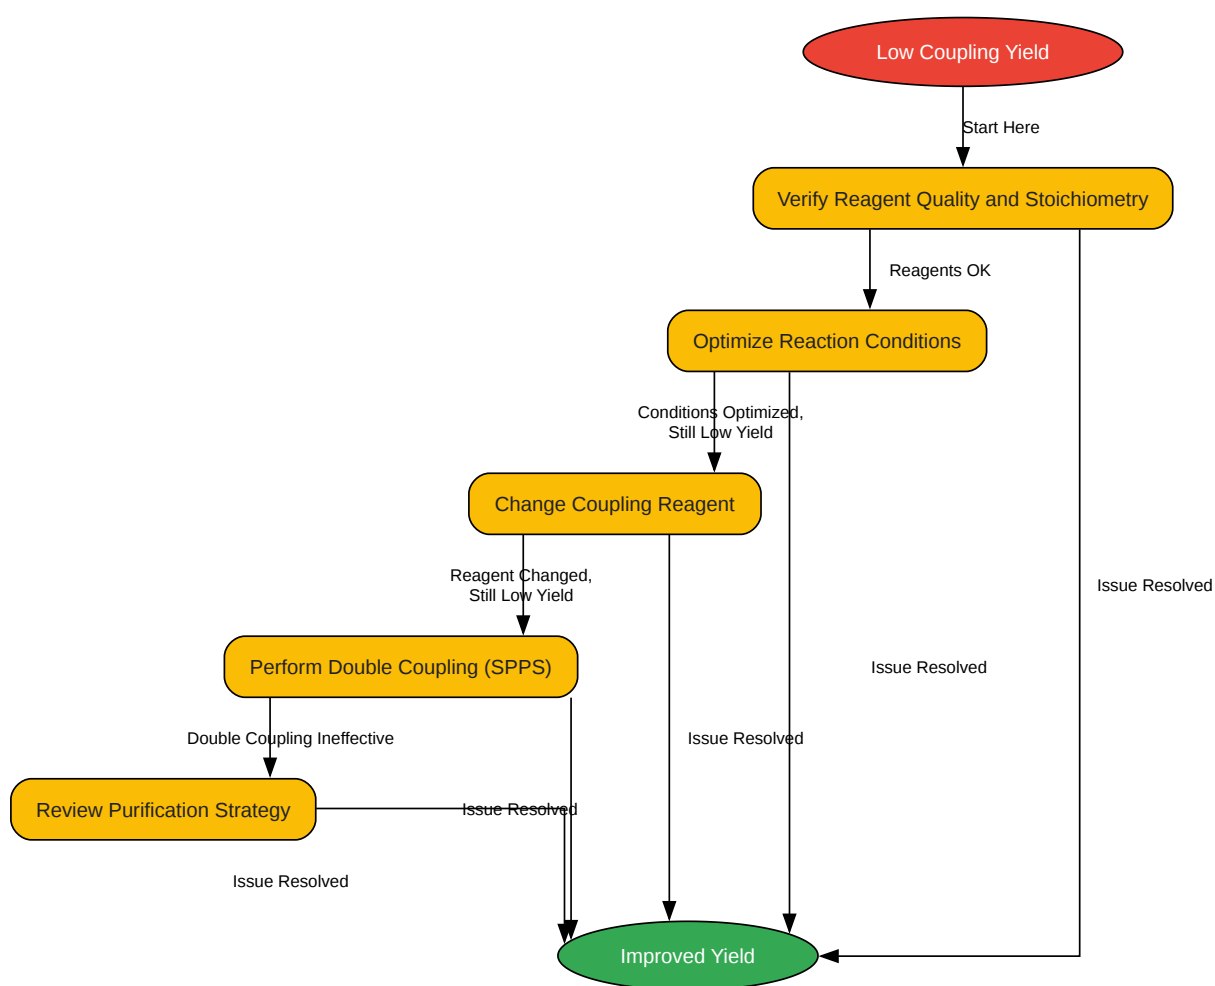 Low Coupling Yield
Start Here
Verify Reagent Quality and Stoichiometry
Reagents OK
Optimize Reaction Conditions
Conditions Optimized,
Still Low Yield
Change Coupling Reagent
Reagent Changed,
Still Low Yield
Issue Resolved
Perform Double Coupling (SPPS)
Issue Resolved
Double Coupling Ineffective
Issue Resolved
Review Purification Strategy
Issue Resolved
Issue Resolved
Improved Yield